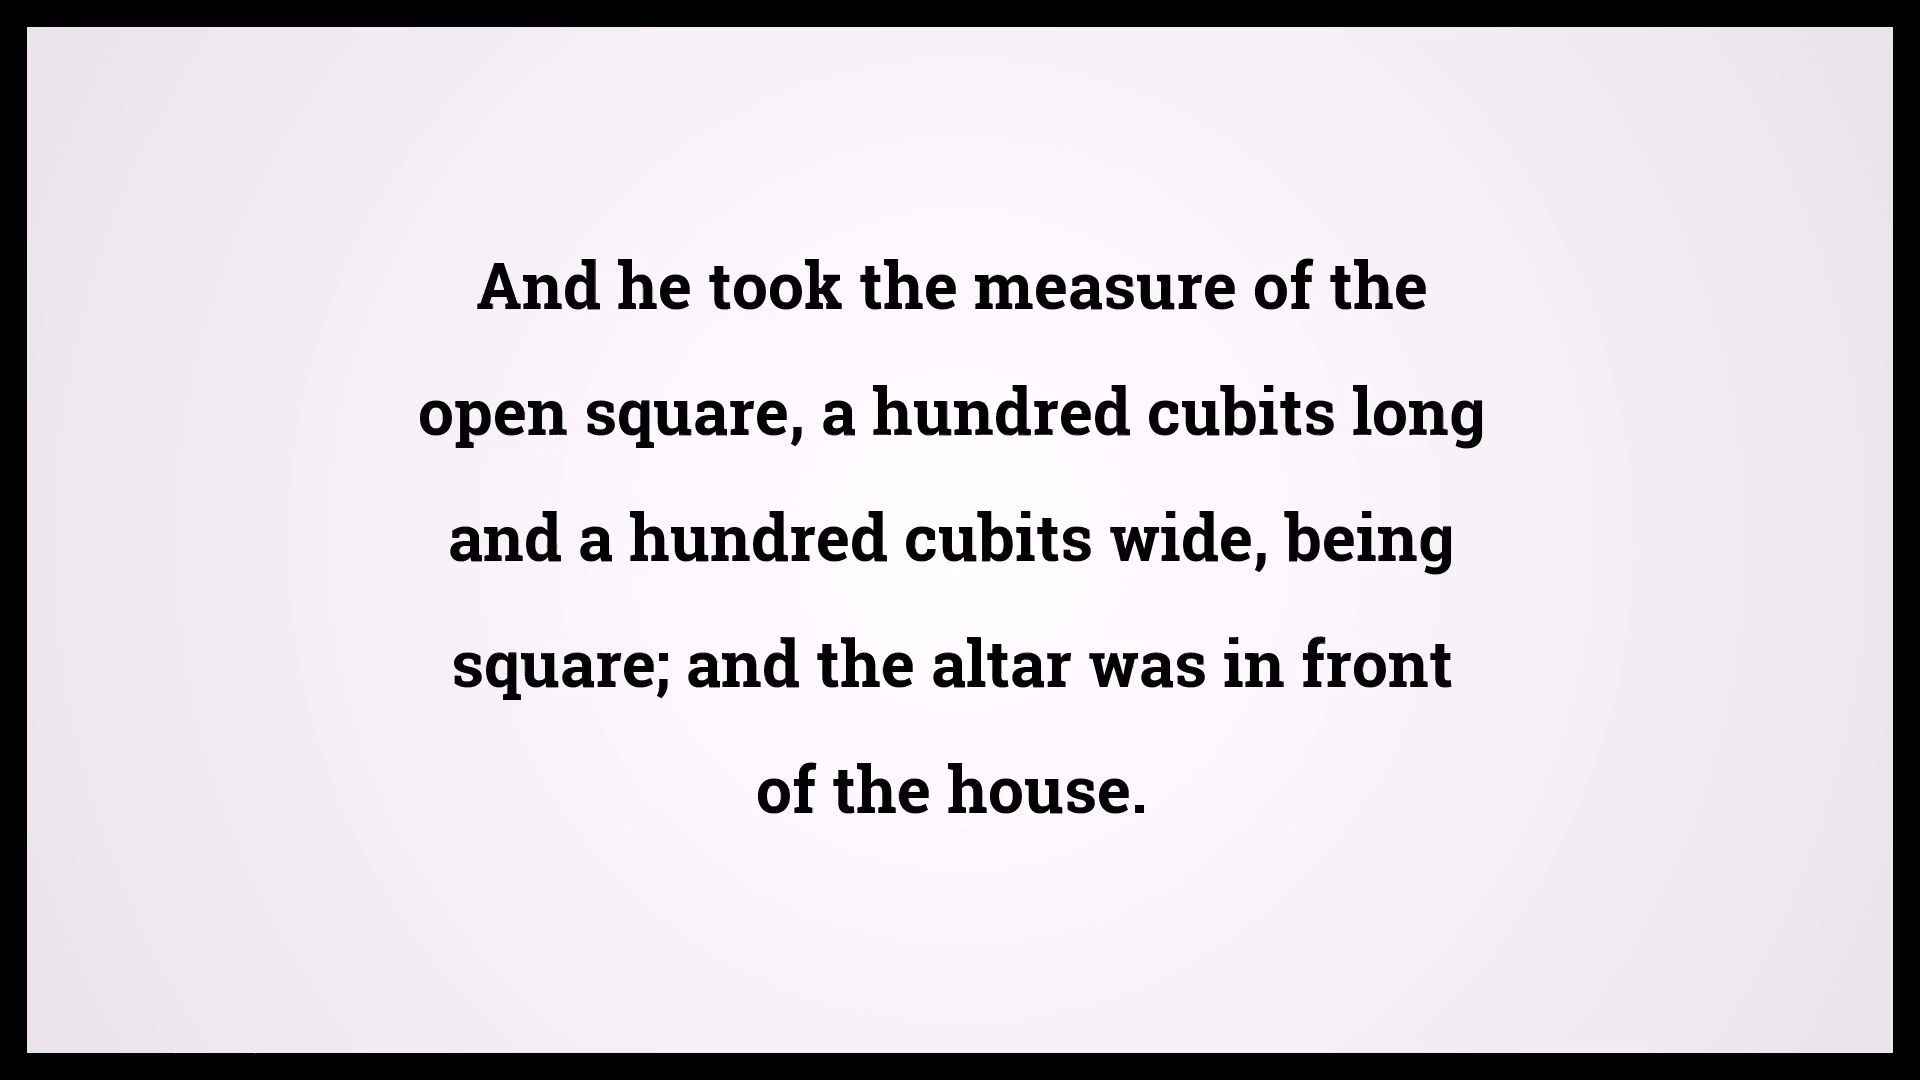 And he took the measure of the
open square, a hundred cubits long
and a hundred cubits wide, being
square; and the altar was in front
of the house.